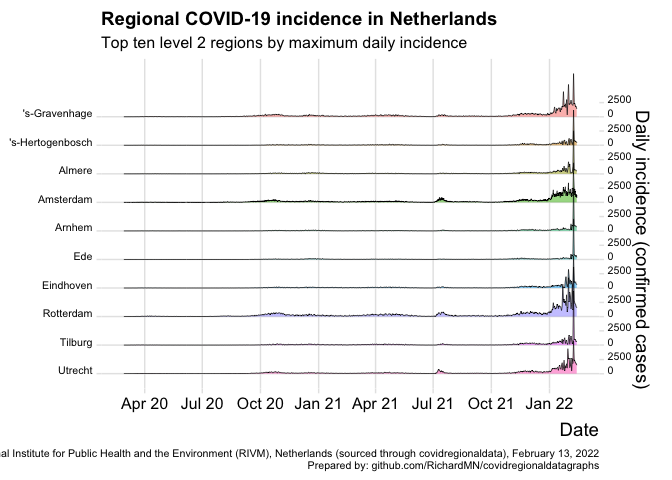 Regional COVID-19 incidence in Netherlands
Top ten level 2 regions by maximum daily incidence
's-Gravenhage
2500
0
's-Hertogenbosch
2500
0
Almere
2500
0
Amsterdam
2500
0
Arnhem
2500
0
Ede
2500
0
Eindhoven
2500
0
Rotterdam
2500
0
Tilburg
2500
0
Utrecht
2500
0
Daily incidence (confirmed cases)
Apr 20 Jul 20 Oct 20 Jan 21 Apr 21 Jul 21 Oct 21 Jan 22
Date
Institute for Public Health and the Environment (RIVM), Netherlands (sourced through covidregionaldata), February 13, 2022
Prepared by: github.com/RichardMN/covidregionaldatagraphs